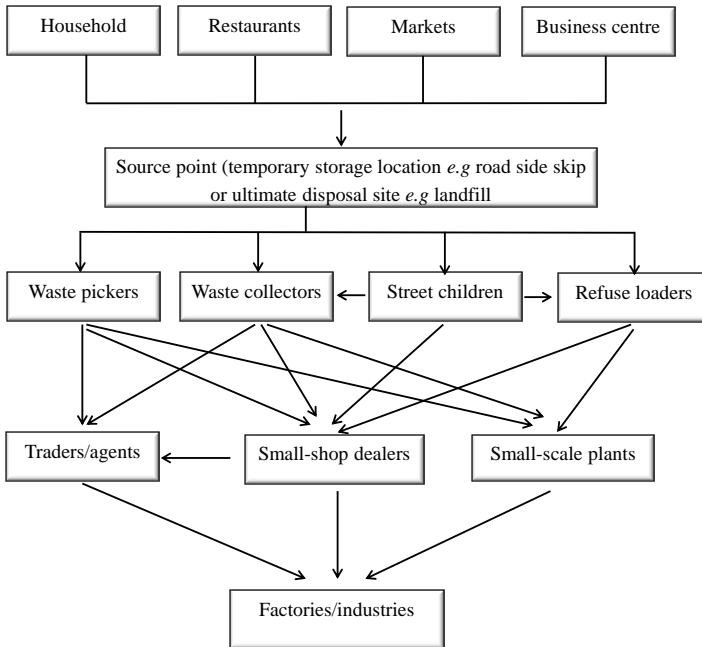 Household
Restaurants
Markets
Business centre
Source point (temporary storage location e.g road side skip
or ultimate disposal site e.g landfill
Waste pickers
Waste collectors
Street children
Refuse loaders
Traders/agents
Small-shop dealers
Small-scale plants
Factories/industries